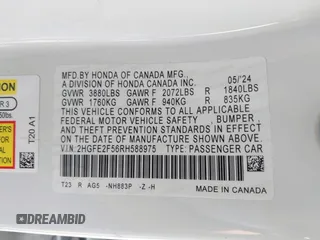 MFD.BY HONDA OF CANADA MFG.
A DIVISION OF HONDA CANADA INC. 05/'24
GVWR 3880LBS GAWR F 2072LBS R 1840LBS
GVWR 1760KG GAWR F 940KG R 835KG
THIS VEHICLE CONFORMS TO ALL APPLICABLE
FEDERAL MOTOR VEHICLE SAFETY, BUMPER,
AND THEFT PREVENTION STANDARDS IN EFFECT ON THE
DATE OF MANUFACTURE SHOWN ABOVE.
V.I.N:2HGFE2F56RH588975 TYPE:PASSENGER CAR
T23 R AG5 -NH883P -Z -H
MADE IN CANADA
T20 A1
R 3
DREAMBID